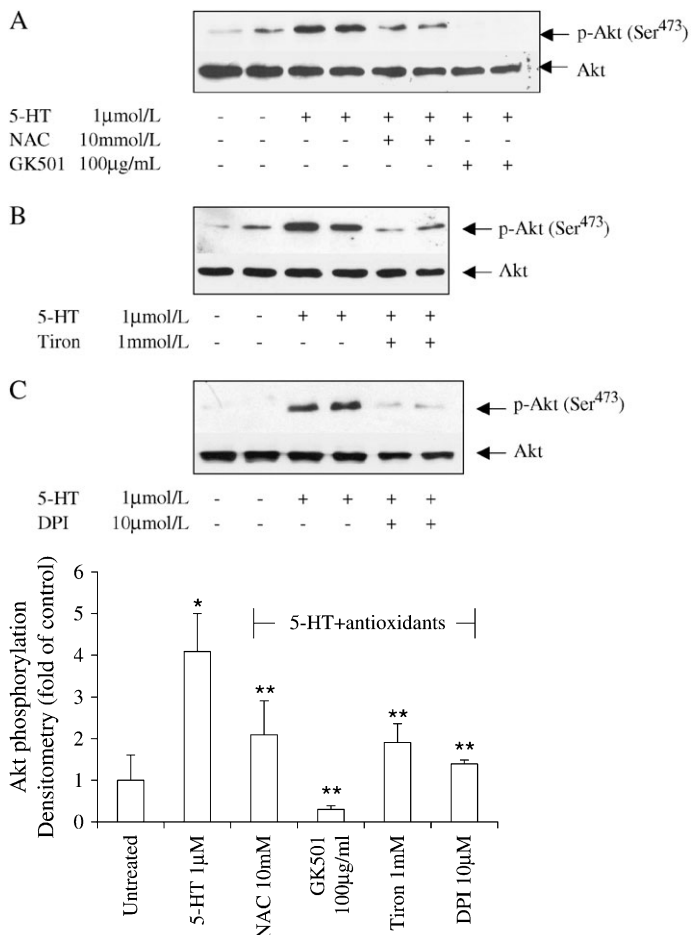 A
p-Akt (Ser473)
Akt
5-HT 1μmol/L - - + + + + + +
NAC 10mmol/L - - - - + + - -
GK501 100μg/mL - - - - - - + +
B
p-Akt (Ser473)
Akt
5-HT 1μmol/L - - + + + +
Tiron 1mmol/L - - - - + +
C
p-Akt (Ser473)
Akt
5-HT 1μmol/L - - + + + +
DPI 10μmol/L - - - - + +
Akt phosphorylation
Densitometry (fold of control)
6
5
4
3
2
1
0
*
**
**
**
**
5-HT+antioxidants
Untreated
5-HT 1μM
NAC 10mM
GK501
100μg/ml
Tiron 1mM
DPI 10μM